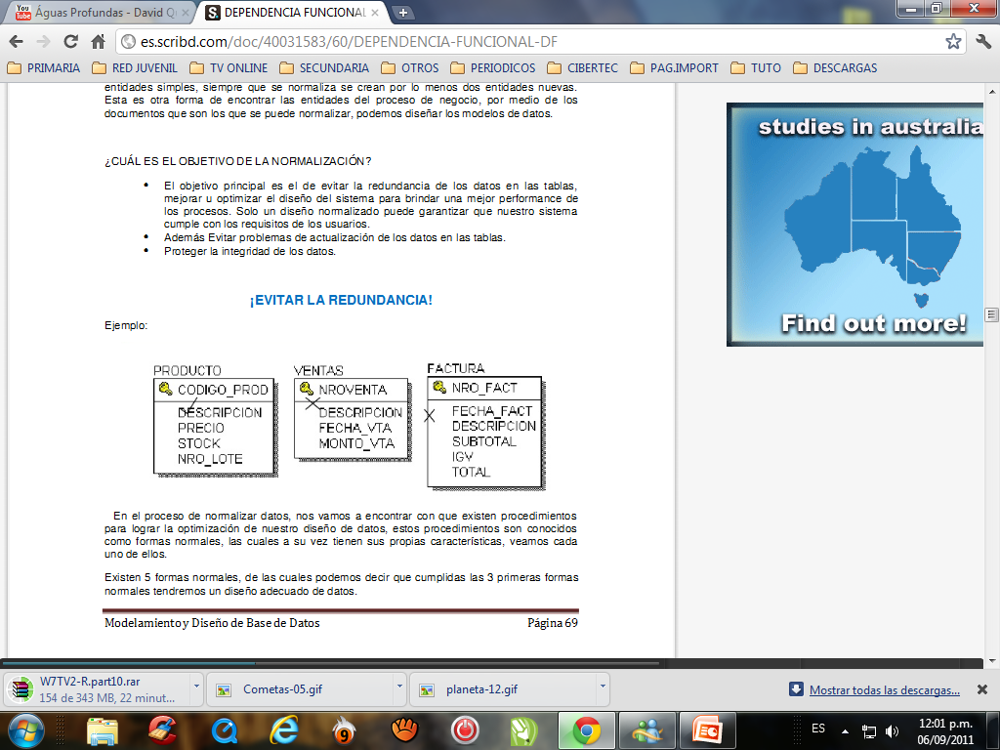 Águas Profundas - David Q
DEPENDENCIA FUNCIONAL
es.scribd.com/doc/40031583/60/DEPENDENCIA-FUNCIONAL-DF
PRIMARIA RED JUVENIL TV ONLINE SECUNDARIA OTROS PERIODICOS CIBERTEC PAG.IMPORT TUTO DESCARGAS
entidades simples, siempre que se normaliza se crean por lo menos dos entidades nuevas.
Esta es otra forma de encontrar las entidades del proceso de negocio, por medio de los
documentos que son los que se puede normalizar, podemos diseñar los modelos de datos.
¿CUÁL ES EL OBJETIVO DE LA NORMALIZACIÓN?
• El objetivo principal es el de evitar la redundancia de los datos en las tablas,
mejorar u optimizar el diseño del sistema para brindar una mejor performance de
los procesos. Solo un diseño normalizado puede garantizar que nuestro sistema
cumple con los requisitos de los usuarios.
• Además Evitar problemas de actualización de los datos en las tablas.
• Proteger la integridad de los datos.
¡EVITAR LA REDUNDANCIA!
Ejemplo:
PRODUCTO
CODIGO_PROD
DESCRIPCION
PRECIO
STOCK
NRO_LOTE
VENTAS
NROVENTA
DESCRIPCION
FECHA_VTA
MONTO_VTA
FACTURA
NRO_FACT
FECHA_FACT
DESCRIPCION
SUBTOTAL
IGV
TOTAL
En el proceso de normalizar datos, nos vamos a encontrar con que existen procedimientos
para lograr la optimización de nuestro diseño de datos, estos procedimientos son conocidos
como formas normales, las cuales a su vez tienen sus propias características, veamos cada
uno de ellos.
Existen 5 formas normales, de las cuales podemos decir que cumplidas las 3 primeras formas
normales tendremos un diseño adecuado de datos.
Modelamiento y Diseño de Base de Datos Página 69
studies in australia
Find out more!
W7TV2-R.part10.rar
154 de 343 MB, 22 minut...
Cometas-05.gif
planeta-12.gif
Mostrar todas las descargas...
ES
12:01 p.m.
06/09/2011